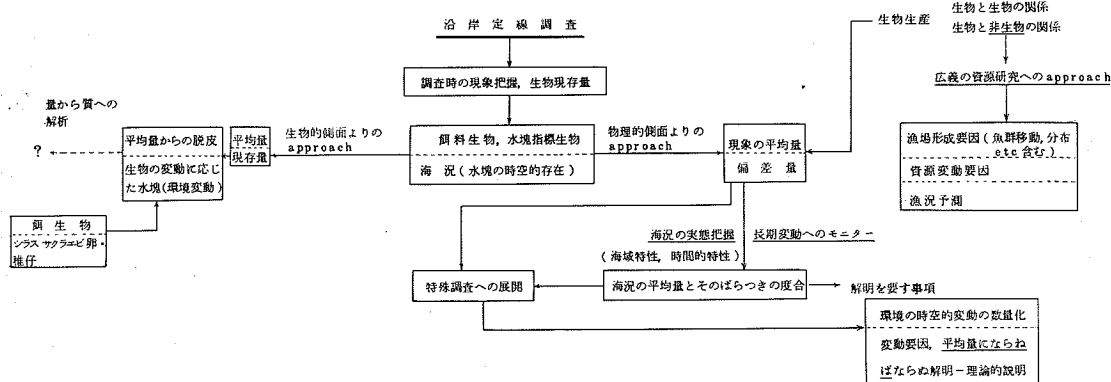 沿岸定線調査
調査時の現象把握，生物現存量
生物生産
生物と生物の関係
生物と非生物の関係
広義の資源研究へのapproach
漁場形成要因（魚群移動，分布
etc含む）
資源変動要因
漁況予測
量から質への
解析
？
平均量からの脱皮
生物の変動に応じ
た水塊（環境変動）
平均量
現存量
生物的側面よりの
approach
飼料生物，水塊指標生物
海　況（水塊の時空的存在）
物理的側面よりの
approach
現象の平均量
偏　差　量
餌　生　物
シラス サクラエビ卵・
稚仔
海況の実態把握
（海域特性，時間的特性）
長期変動へのモニター
特殊調査への展開
海況の平均量とそのばらつきの度合
解明を要す事項
環境の時空的変動の数量化
変動要因，平均量にならね
ばならぬ解明－理論的説明